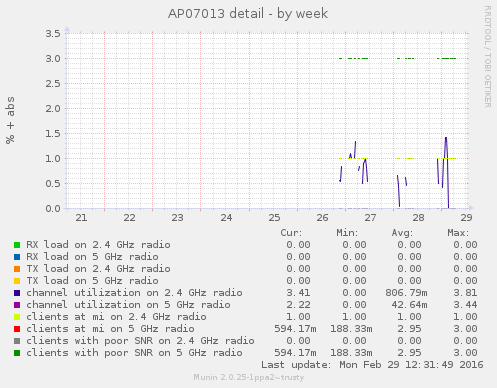 AP07013 detail - by week
RRDTOOL / TOBI OETIKER
% + abs
3.5
3.0
2.5
2.0
1.5
1.0
0.5
0.0
21 22 23 24 25 26 27 28 29
Cur: Min: Avg: Max:
RX load on 2.4 GHz radio 0.00 0.00 0.00 0.00
RX load on 5 GHz radio 0.00 0.00 0.00 0.00
TX load on 2.4 GHz radio 0.00 0.00 0.00 0.00
TX load on 5 GHz radio 0.00 0.00 0.00 0.00
channel utilization on 2.4 GHz radio 3.41 0.00 806.79m 3.81
channel utilization on 5 GHz radio 2.22 0.00 42.64m 3.44
clients at mi on 2.4 GHz radio 1.00 1.00 1.00 1.00
clients at mi on 5 GHz radio 594.17m 188.33m 2.95 3.00
clients with poor SNR on 2.4 GHz radio 0.00 0.00 0.00 0.00
clients with poor SNR on 5 GHz radio 594.17m 188.33m 2.95 3.00
Last update: Mon Feb 29 12:31:49 2016
Munin 2.0.25-1ppa2~trusty